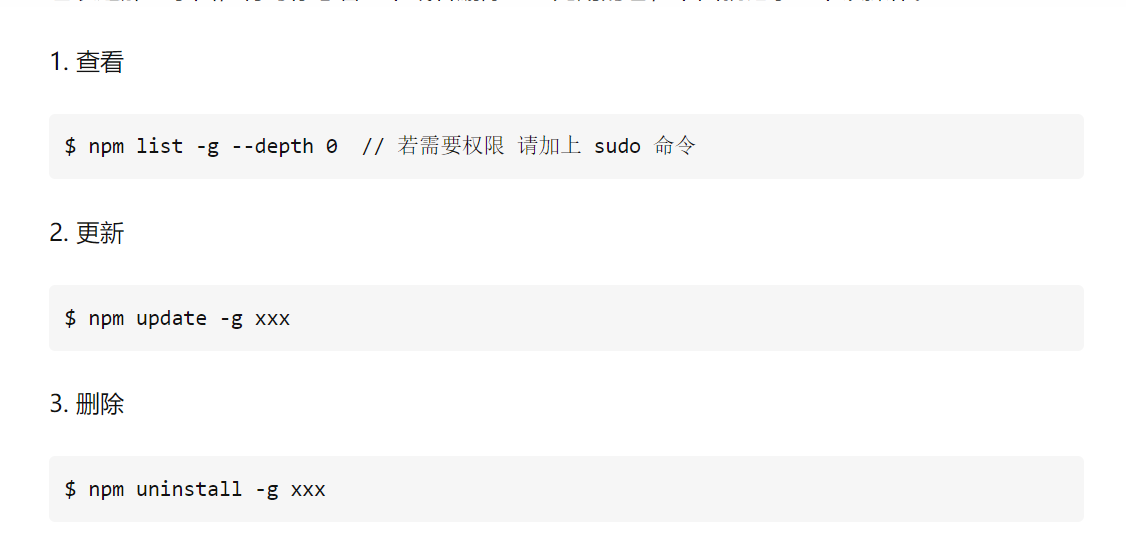 1. 查看
$ npm list -g --depth 0  // 若需要权限 请加上 sudo 命令
2. 更新
$ npm update -g xxx
3. 删除
$ npm uninstall -g xxx